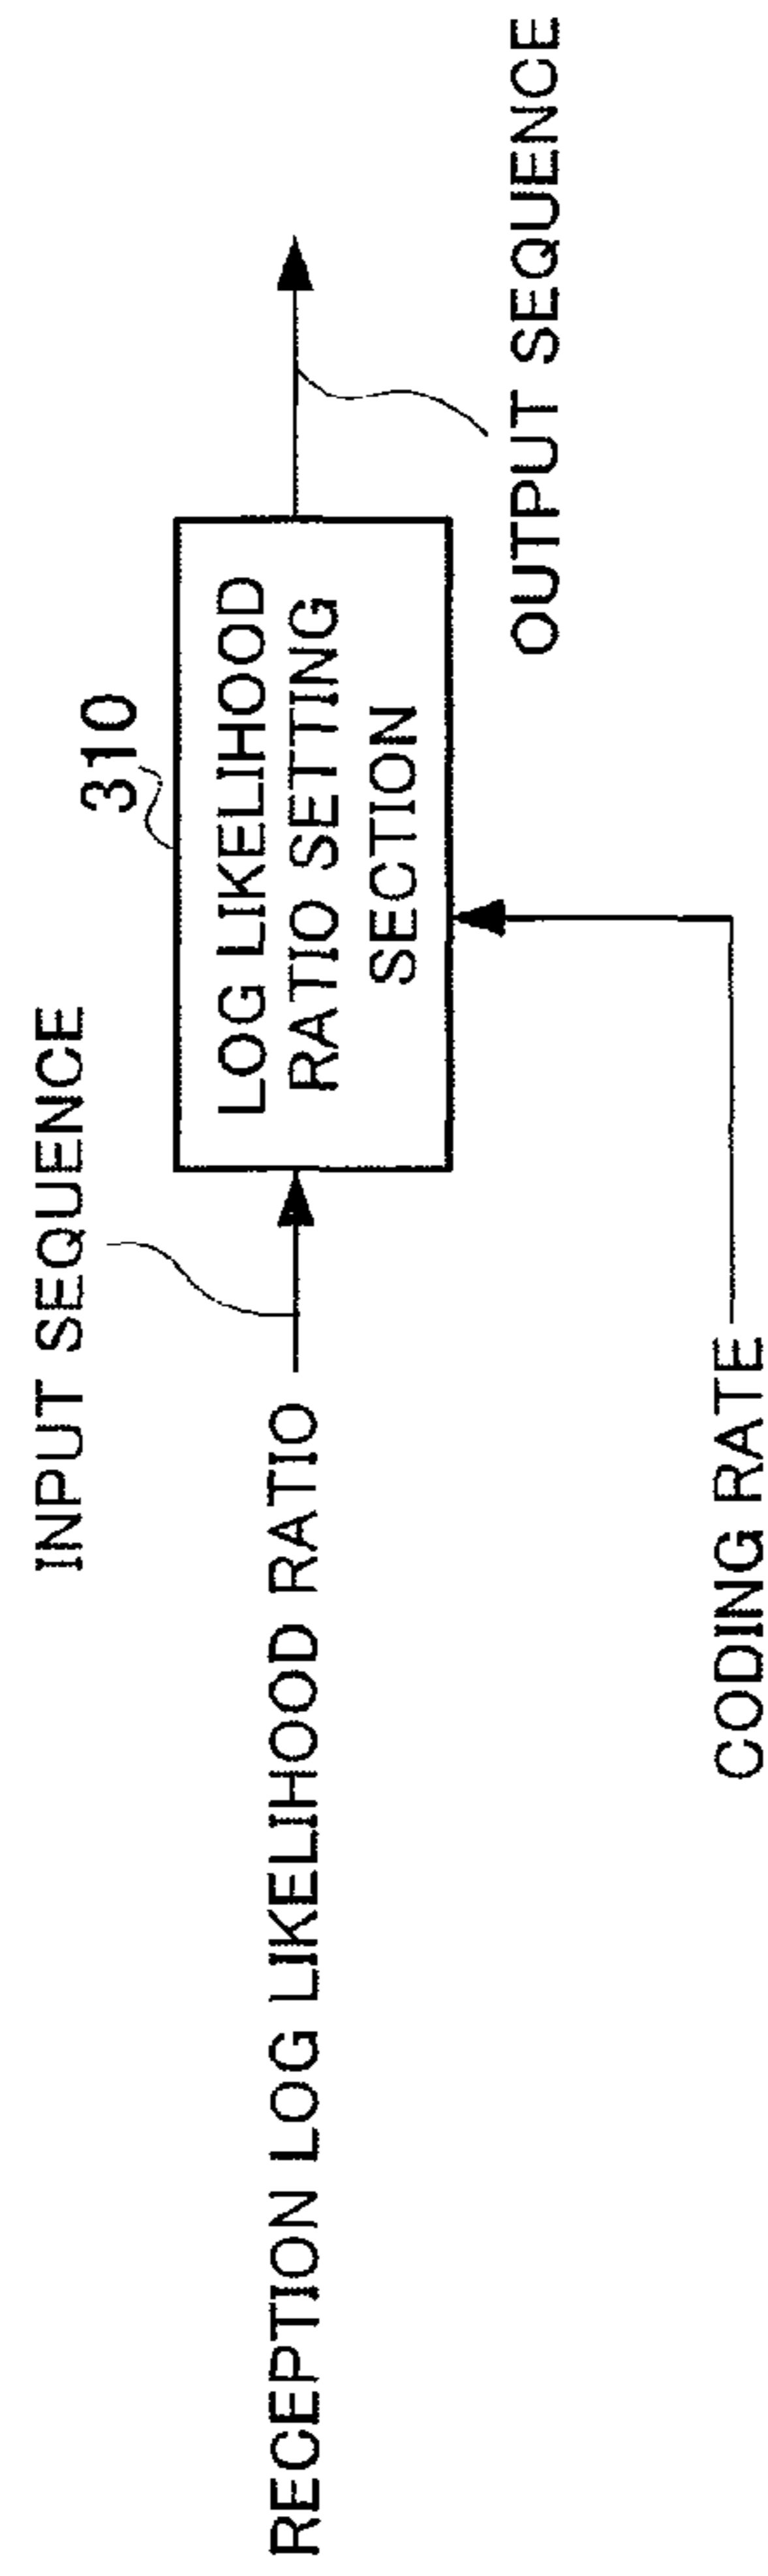 INPUT SEQUENCE
310
RECEPTION LOG LIKELIHOOD RATIO
LOG LIKELIHOOD
RATIO SETTING
SECTION
OUTPUT SEQUENCE
CODING RATE